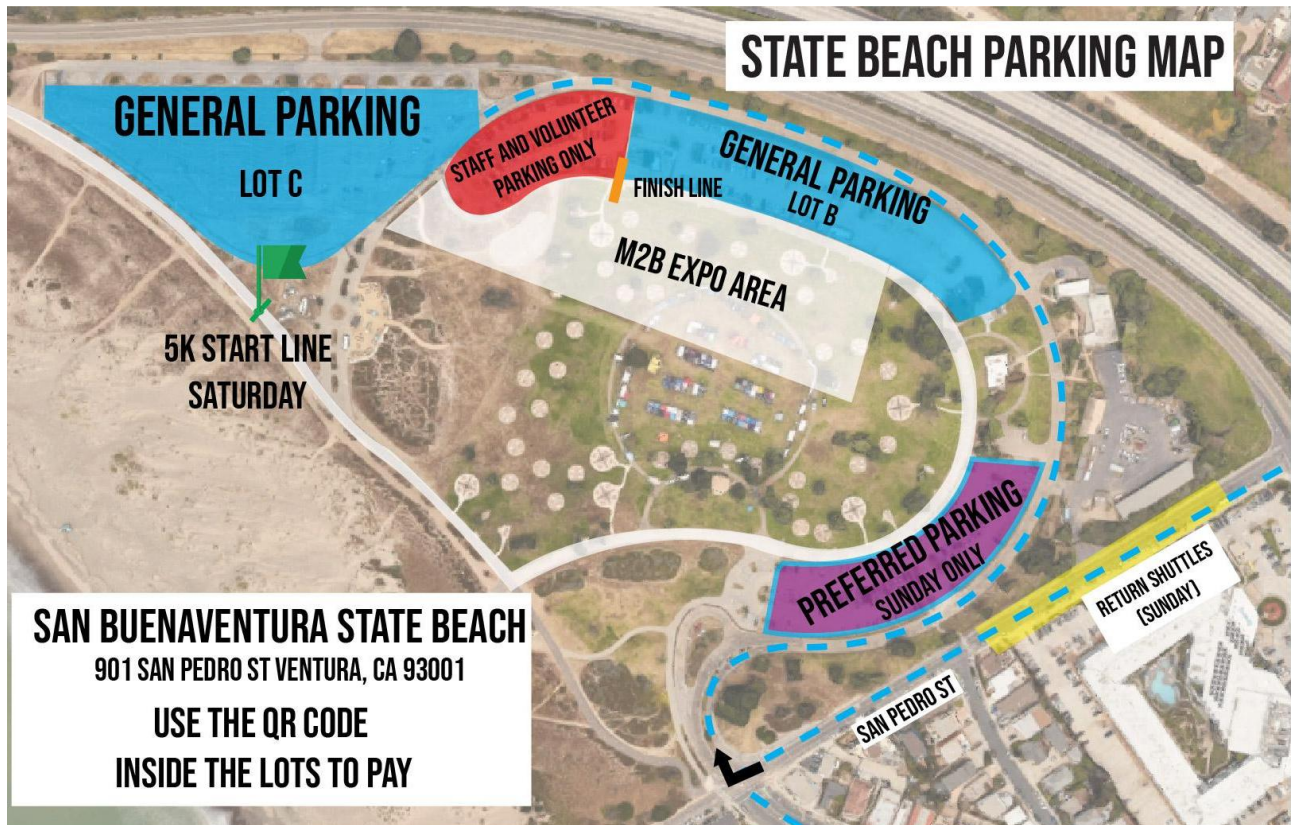 STATE BEACH PARKING MAP
GENERAL PARKING
LOT C
STAFF AND VOLUNTEER
PARKING ONLY
GENERAL PARKING
LOT B
FINISH LINE
M2B EXPO AREA
5K START LINE
SATURDAY
PREFERRED PARKING
SUNDAY ONLY
RETURN SHUTTLES
(SUNDAY)
SAN PEDRO ST
SAN BUENAVENTURA STATE BEACH
901 SAN PEDRO ST VENTURA, CA 93001
USE THE QR CODE
INSIDE THE LOTS TO PAY